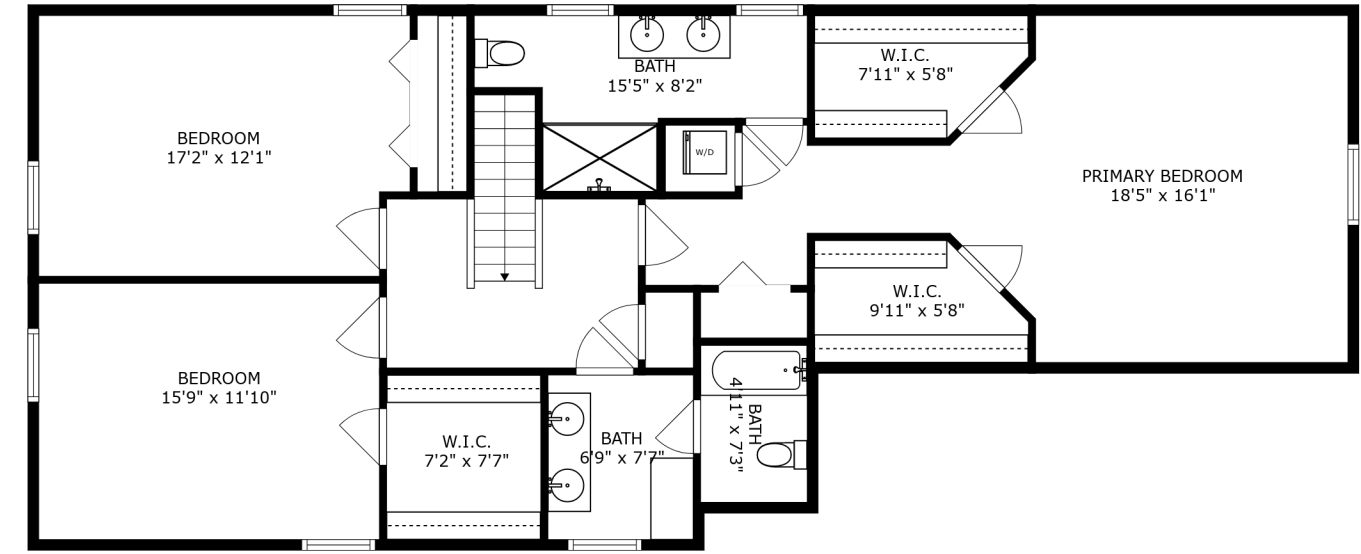 BEDROOM
17'2" x 12'1"
BATH
15'5" x 8'2"
W.I.C.
7'11" x 5'8"
W/D
PRIMARY BEDROOM
18'5" x 16'1"
W.I.C.
9'11" x 5'8"
BEDROOM
15'9" x 11'10"
W.I.C.
7'2" x 7'7"
BATH
6'9" x 7'7"
BATH
4'11" x 7'3"